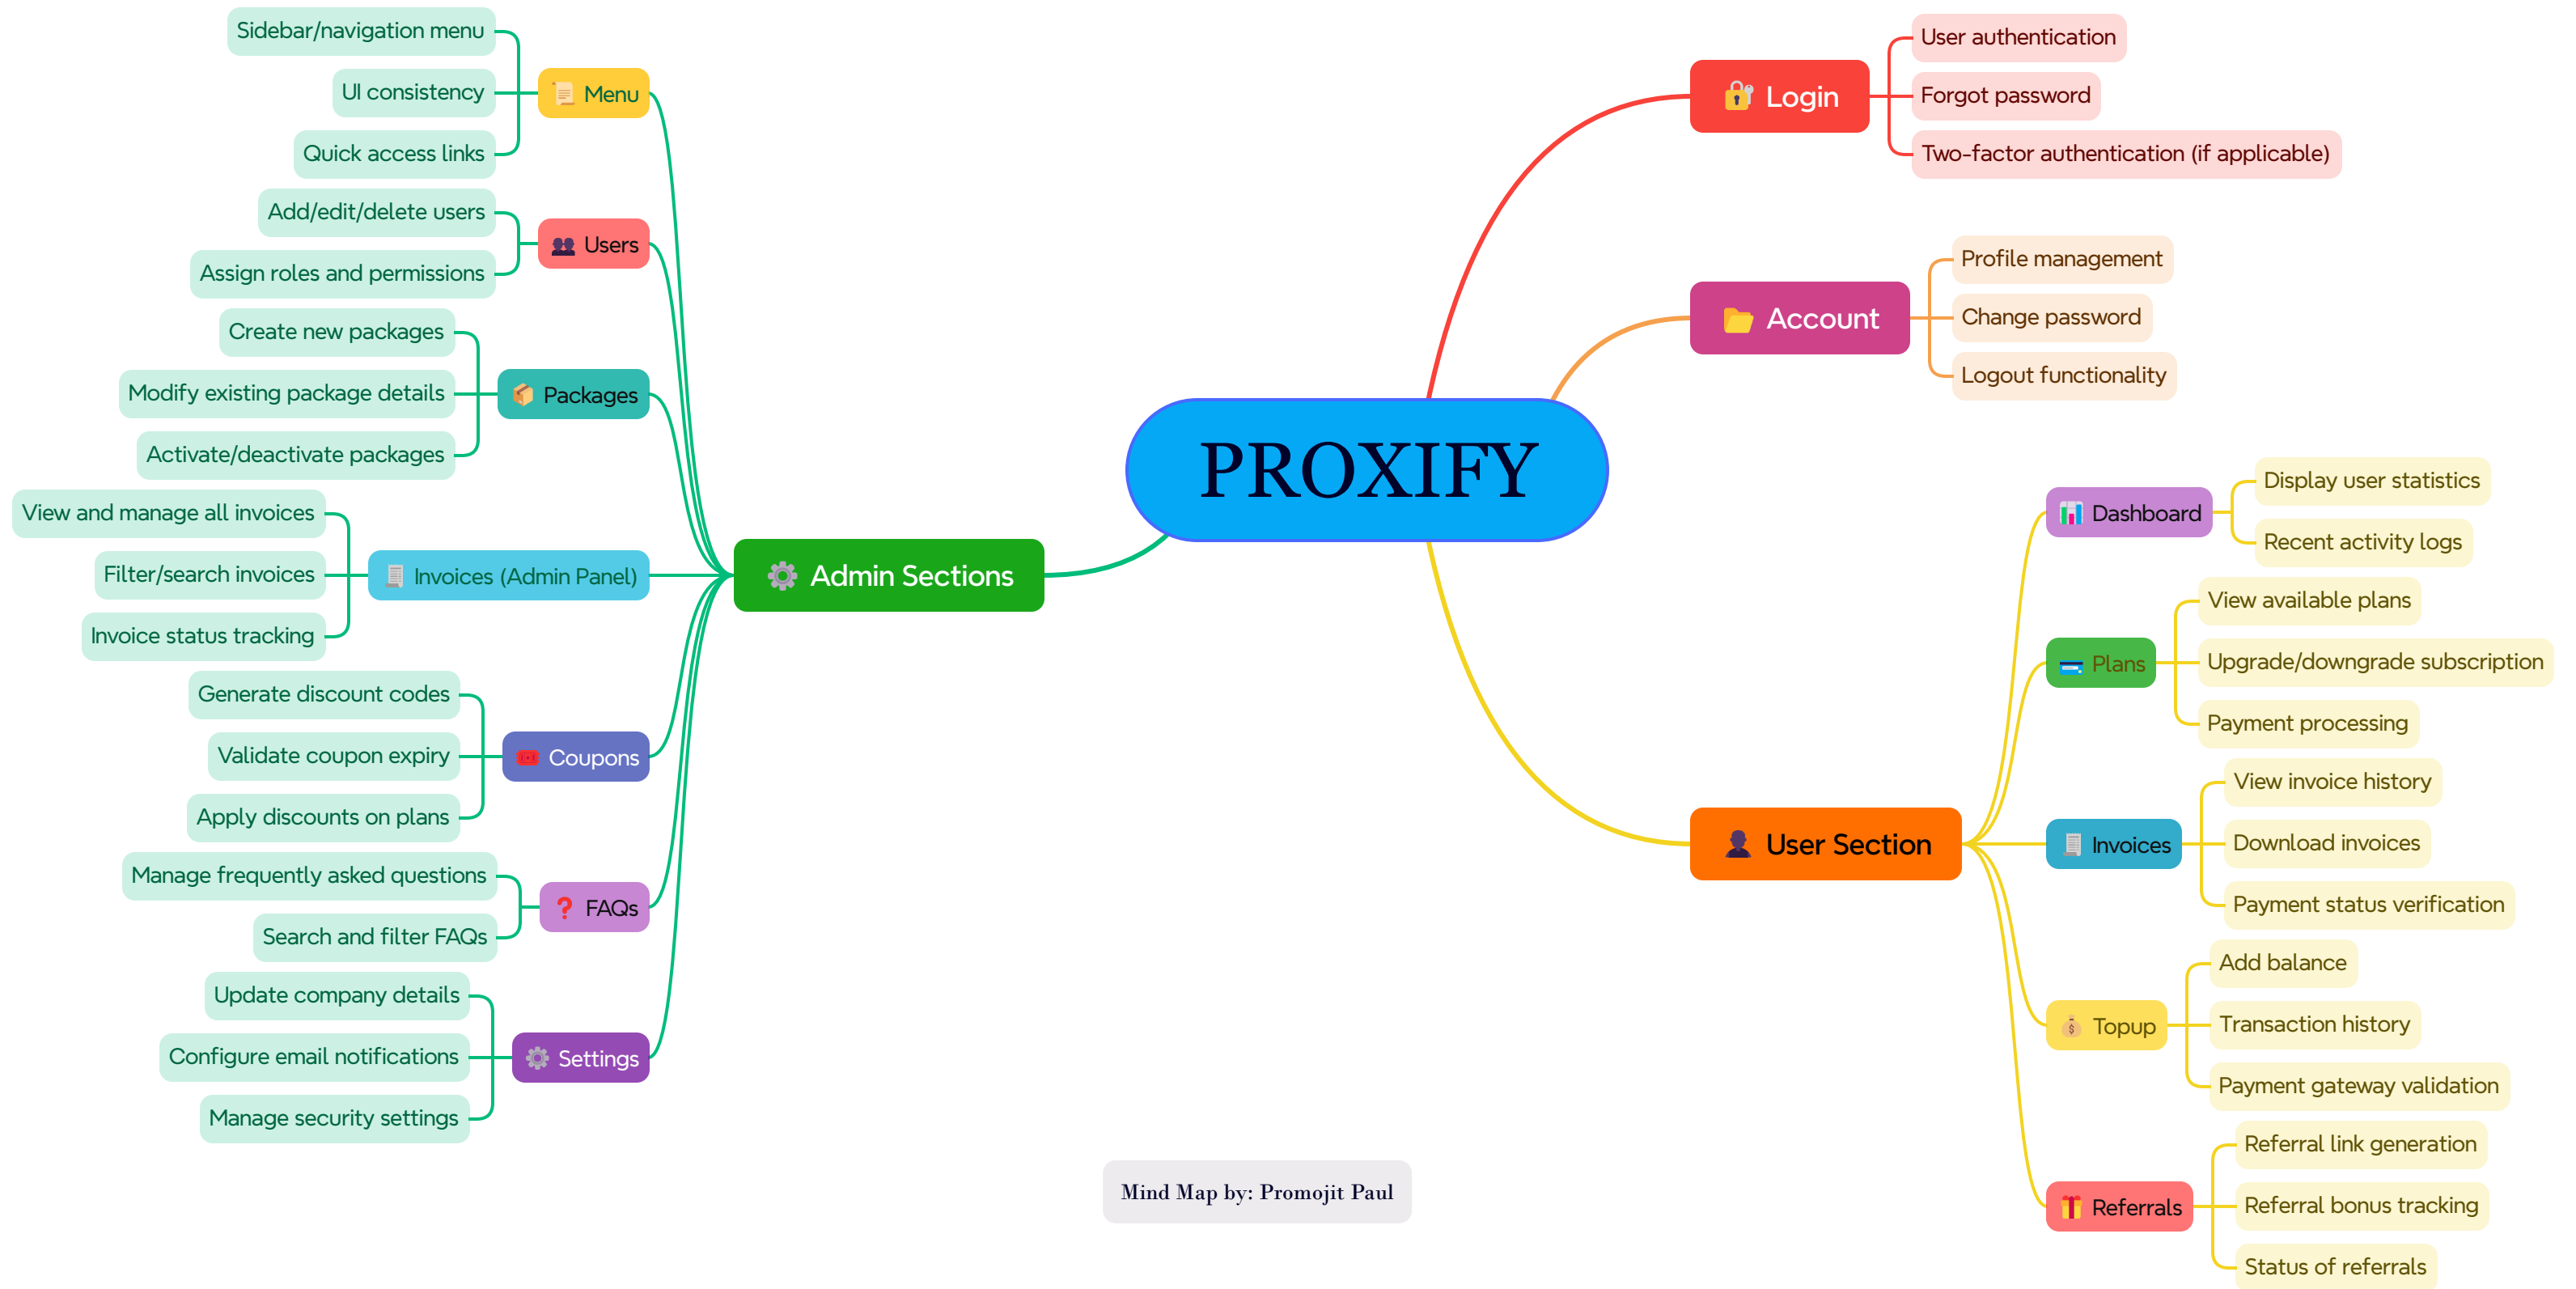 PROXIFY
Login
User authentication
Forgot password
Two-factor authentication (if applicable)
Account
Profile management
Change password
Logout functionality
User Section
Dashboard
Display user statistics
Recent activity logs
Plans
View available plans
Upgrade/downgrade subscription
Payment processing
Invoices
View invoice history
Download invoices
Payment status verification
Topup
Add balance
Transaction history
Payment gateway validation
Referrals
Referral link generation
Referral bonus tracking
Status of referrals
Admin Sections
Menu
Sidebar/navigation menu
UI consistency
Quick access links
Users
Add/edit/delete users
Assign roles and permissions
Packages
Create new packages
Modify existing package details
Activate/deactivate packages
Invoices (Admin Panel)
View and manage all invoices
Filter/search invoices
Invoice status tracking
Coupons
Generate discount codes
Validate coupon expiry
Apply discounts on plans
FAQs
Manage frequently asked questions
Search and filter FAQs
Settings
Update company details
Configure email notifications
Manage security settings
Mind Map by: Promojit Paul